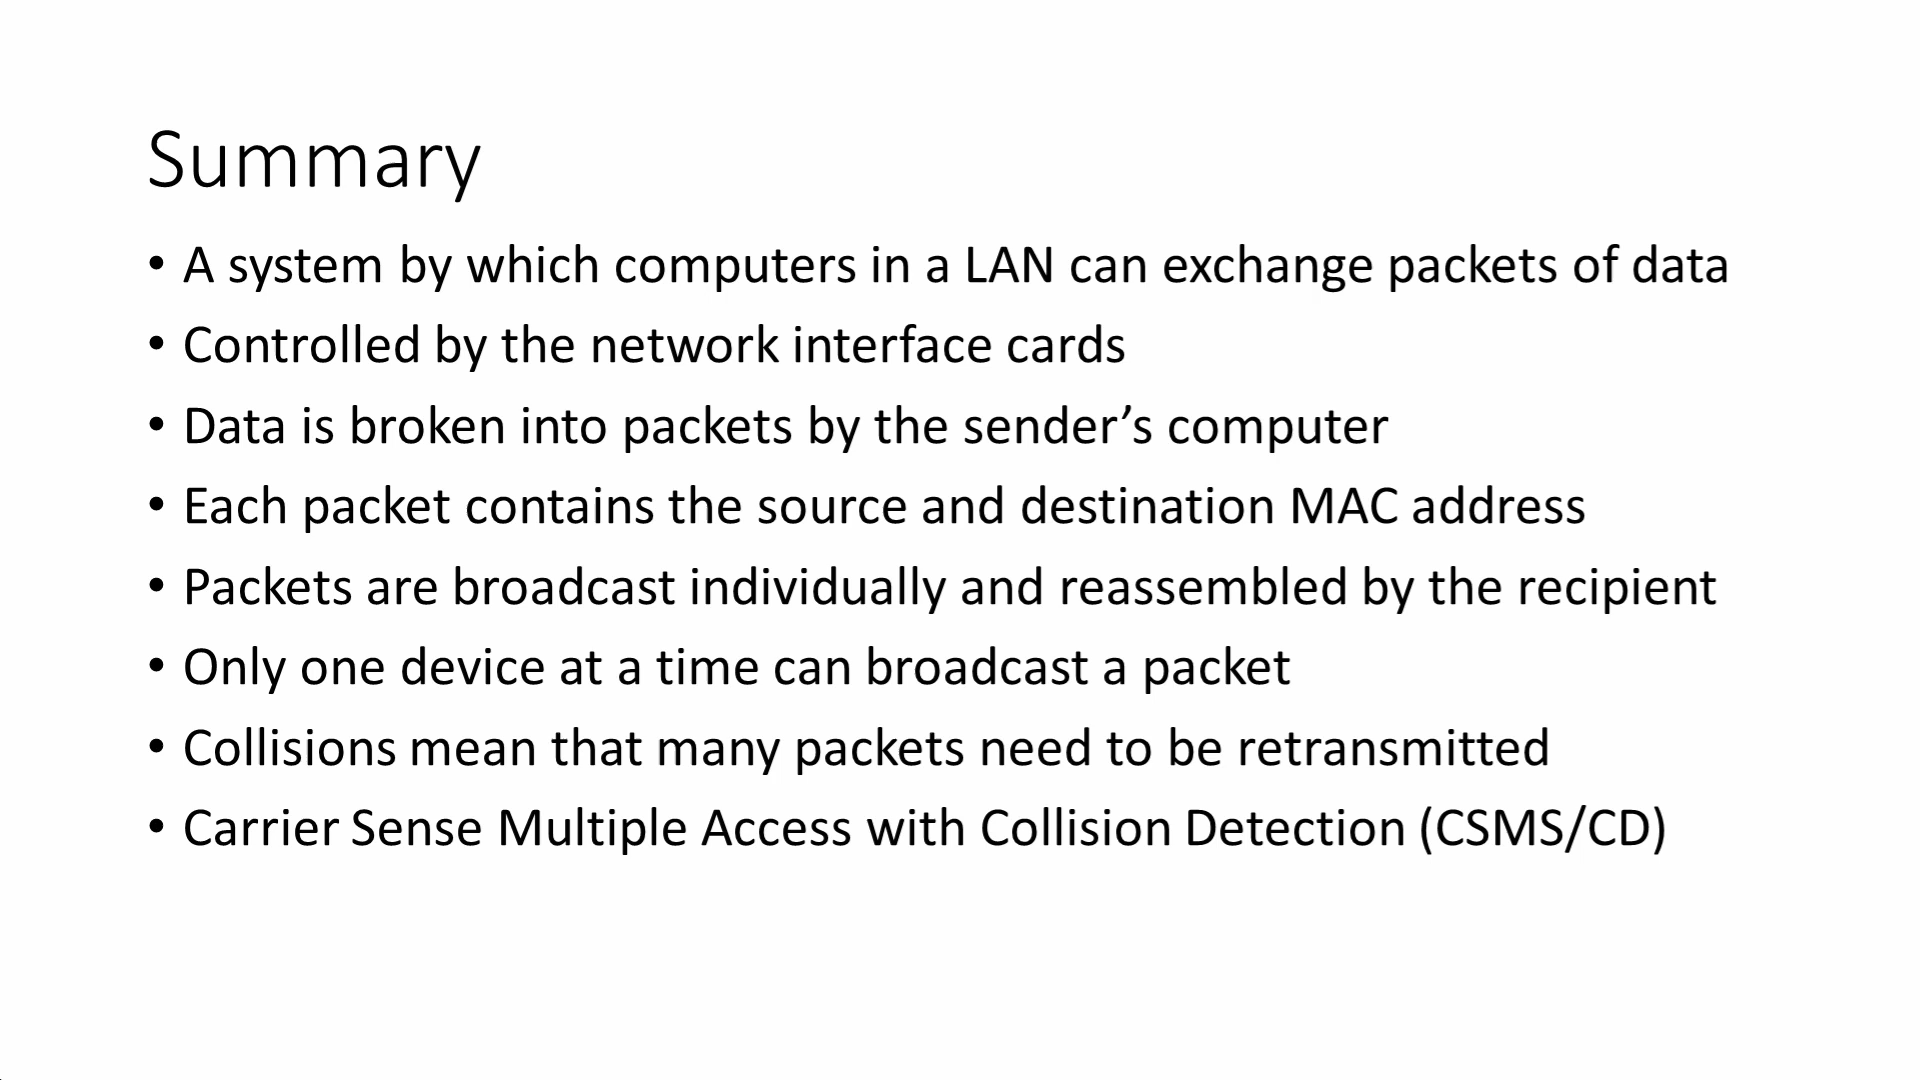 Summary
• A system by which computers in a LAN can exchange packets of data
• Controlled by the network interface cards
• Data is broken into packets by the sender’s computer
• Each packet contains the source and destination MAC address
• Packets are broadcast individually and reassembled by the recipient
• Only one device at a time can broadcast a packet
• Collisions mean that many packets need to be retransmitted
• Carrier Sense Multiple Access with Collision Detection (CSMS/CD)